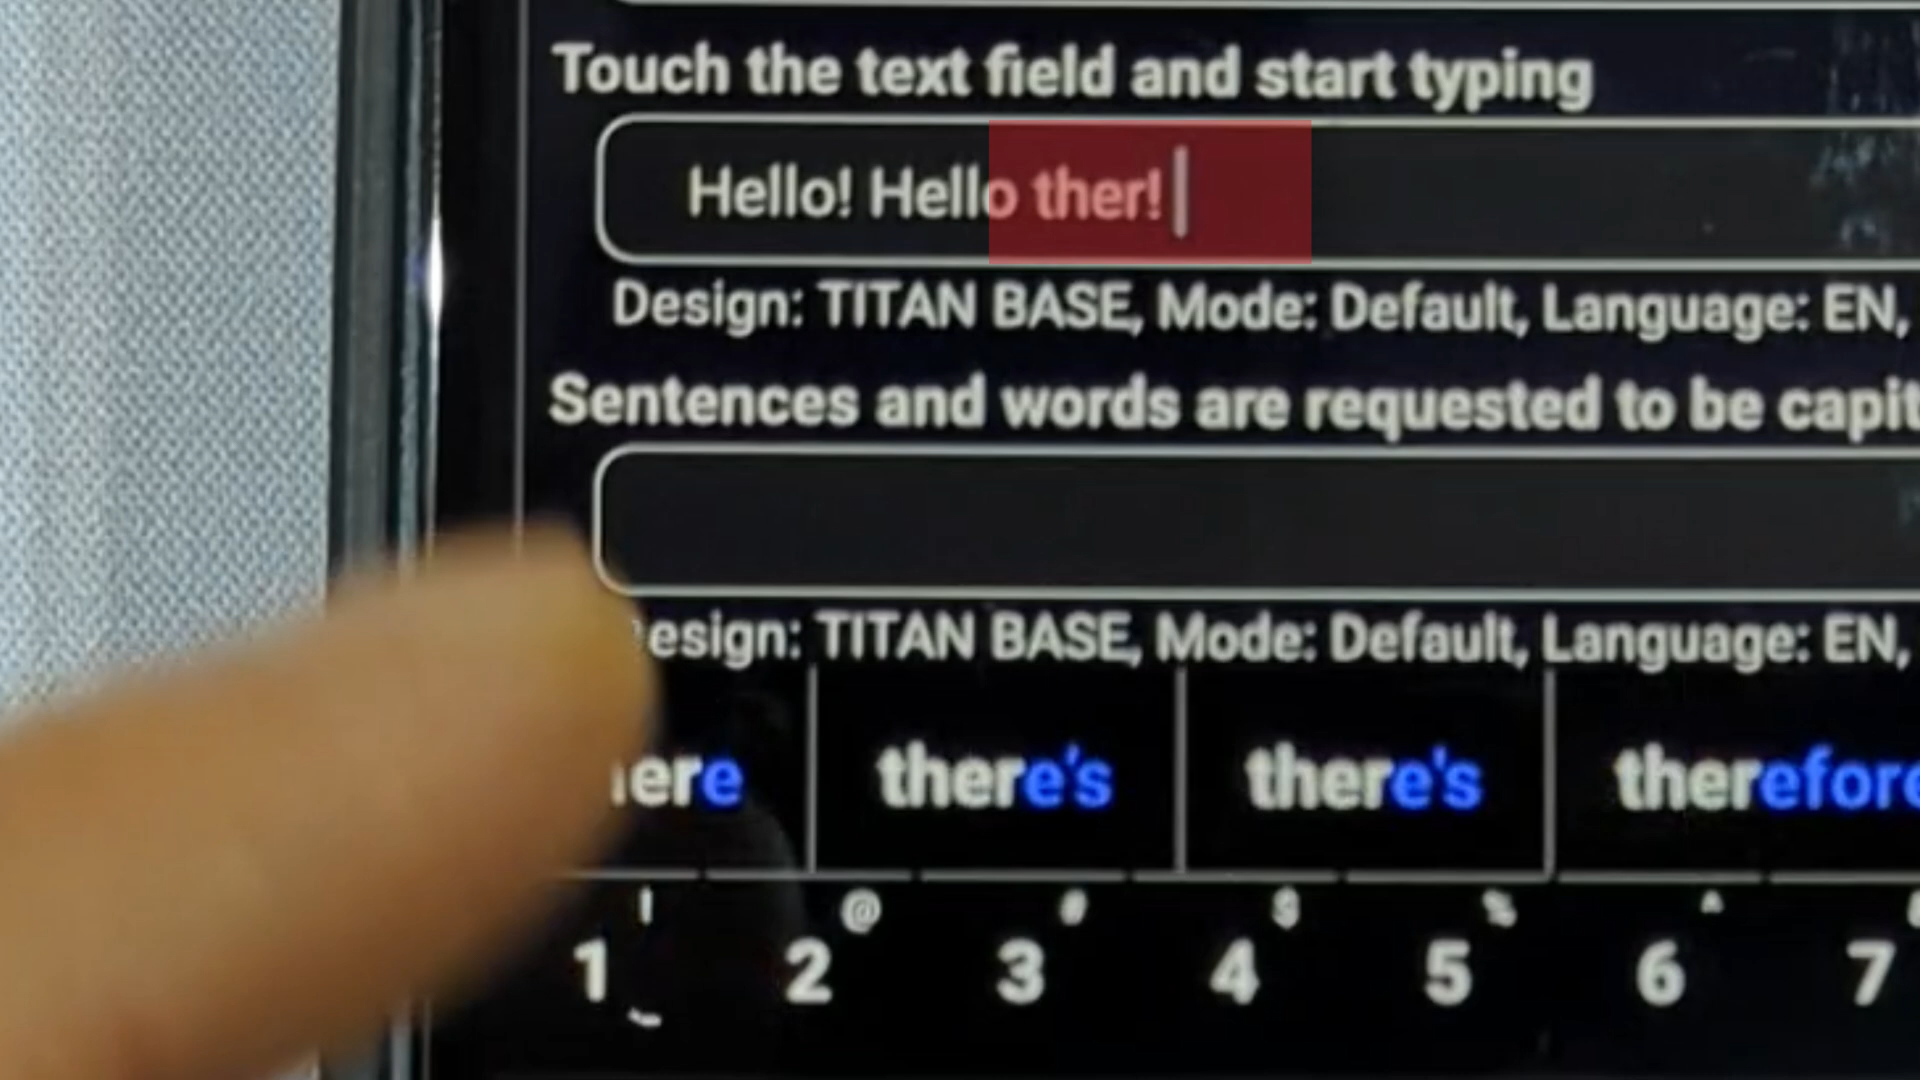 Touch the text field and start typing
Hello! Hello ther!
Design: TITAN BASE, Mode: Default, Language: EN,
Sentences and words are requested to be capit
esign: TITAN BASE, Mode: Default, Language: EN,
ere there's there's therefore
! @ # $ % ^
1 2 3 4 5 6 7